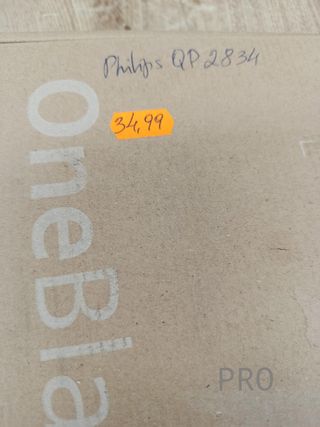 Philips QP2834
34,99
OneBla
PRO